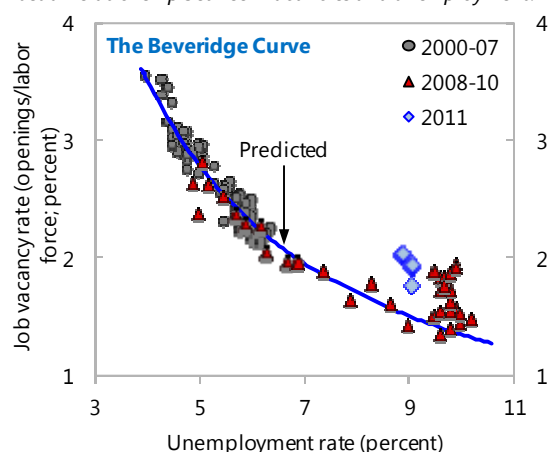 4 4
The Beveridge Curve
2000-07
2008-10
2011
3 3
Predicted
2 2
1 1
Job vacancy rate (openings/labor
force; percent)
3 5 7 9 11
Unemployment rate (percent)